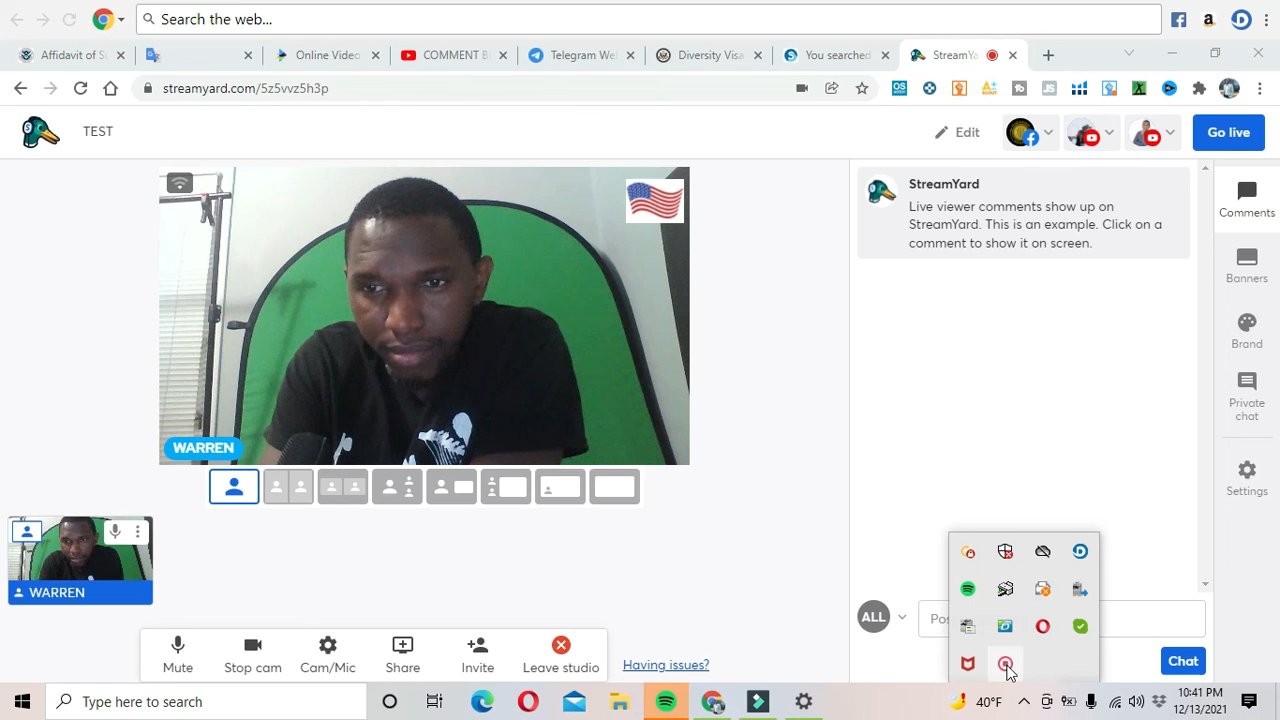 Search the web...
Affidavit of Su
Online Video
COMMENT B
Telegram We
Diversity Visa
You searched
StreamYa
streamyard.com/5z5vvz5h3p
TEST
Edit
Go live
StreamYard
Live viewer comments show up on
StreamYard. This is an example. Click on a
comment to show it on screen.
Comments
Banners
Brand
Private
chat
Settings
WARREN
WARREN
ALL
Pos
Chat
Mute
Stop cam
Cam/Mic
Share
Invite
Leave studio
Having issues?
Type here to search
40°F
10:41 PM
12/13/2021